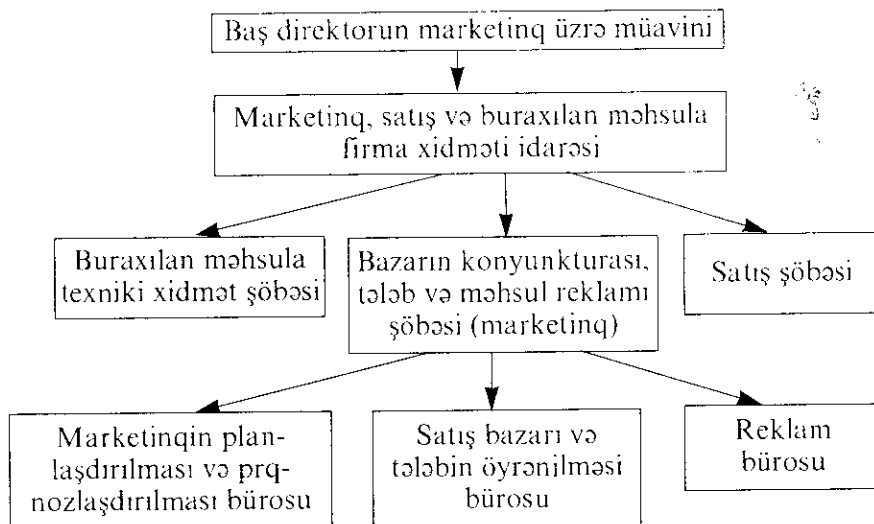 Baş direktorun marketinq üzrə müavini
Marketinq, satış və buraxılan məhsula
firma xidməti idarəsi
Buraxılan məhsula
texniki xidmət şöbəsi
Bazarın konyunkturası,
tələb və məhsul reklamı
şöbəsi (marketinq)
Satış şöbəsi
Marketinqin plan-
laşdırılması və prq-
nozlaşdırılması bürosu
Satış bazarı və
tələbin öyrənilməsi
bürosu
Reklam
bürosu